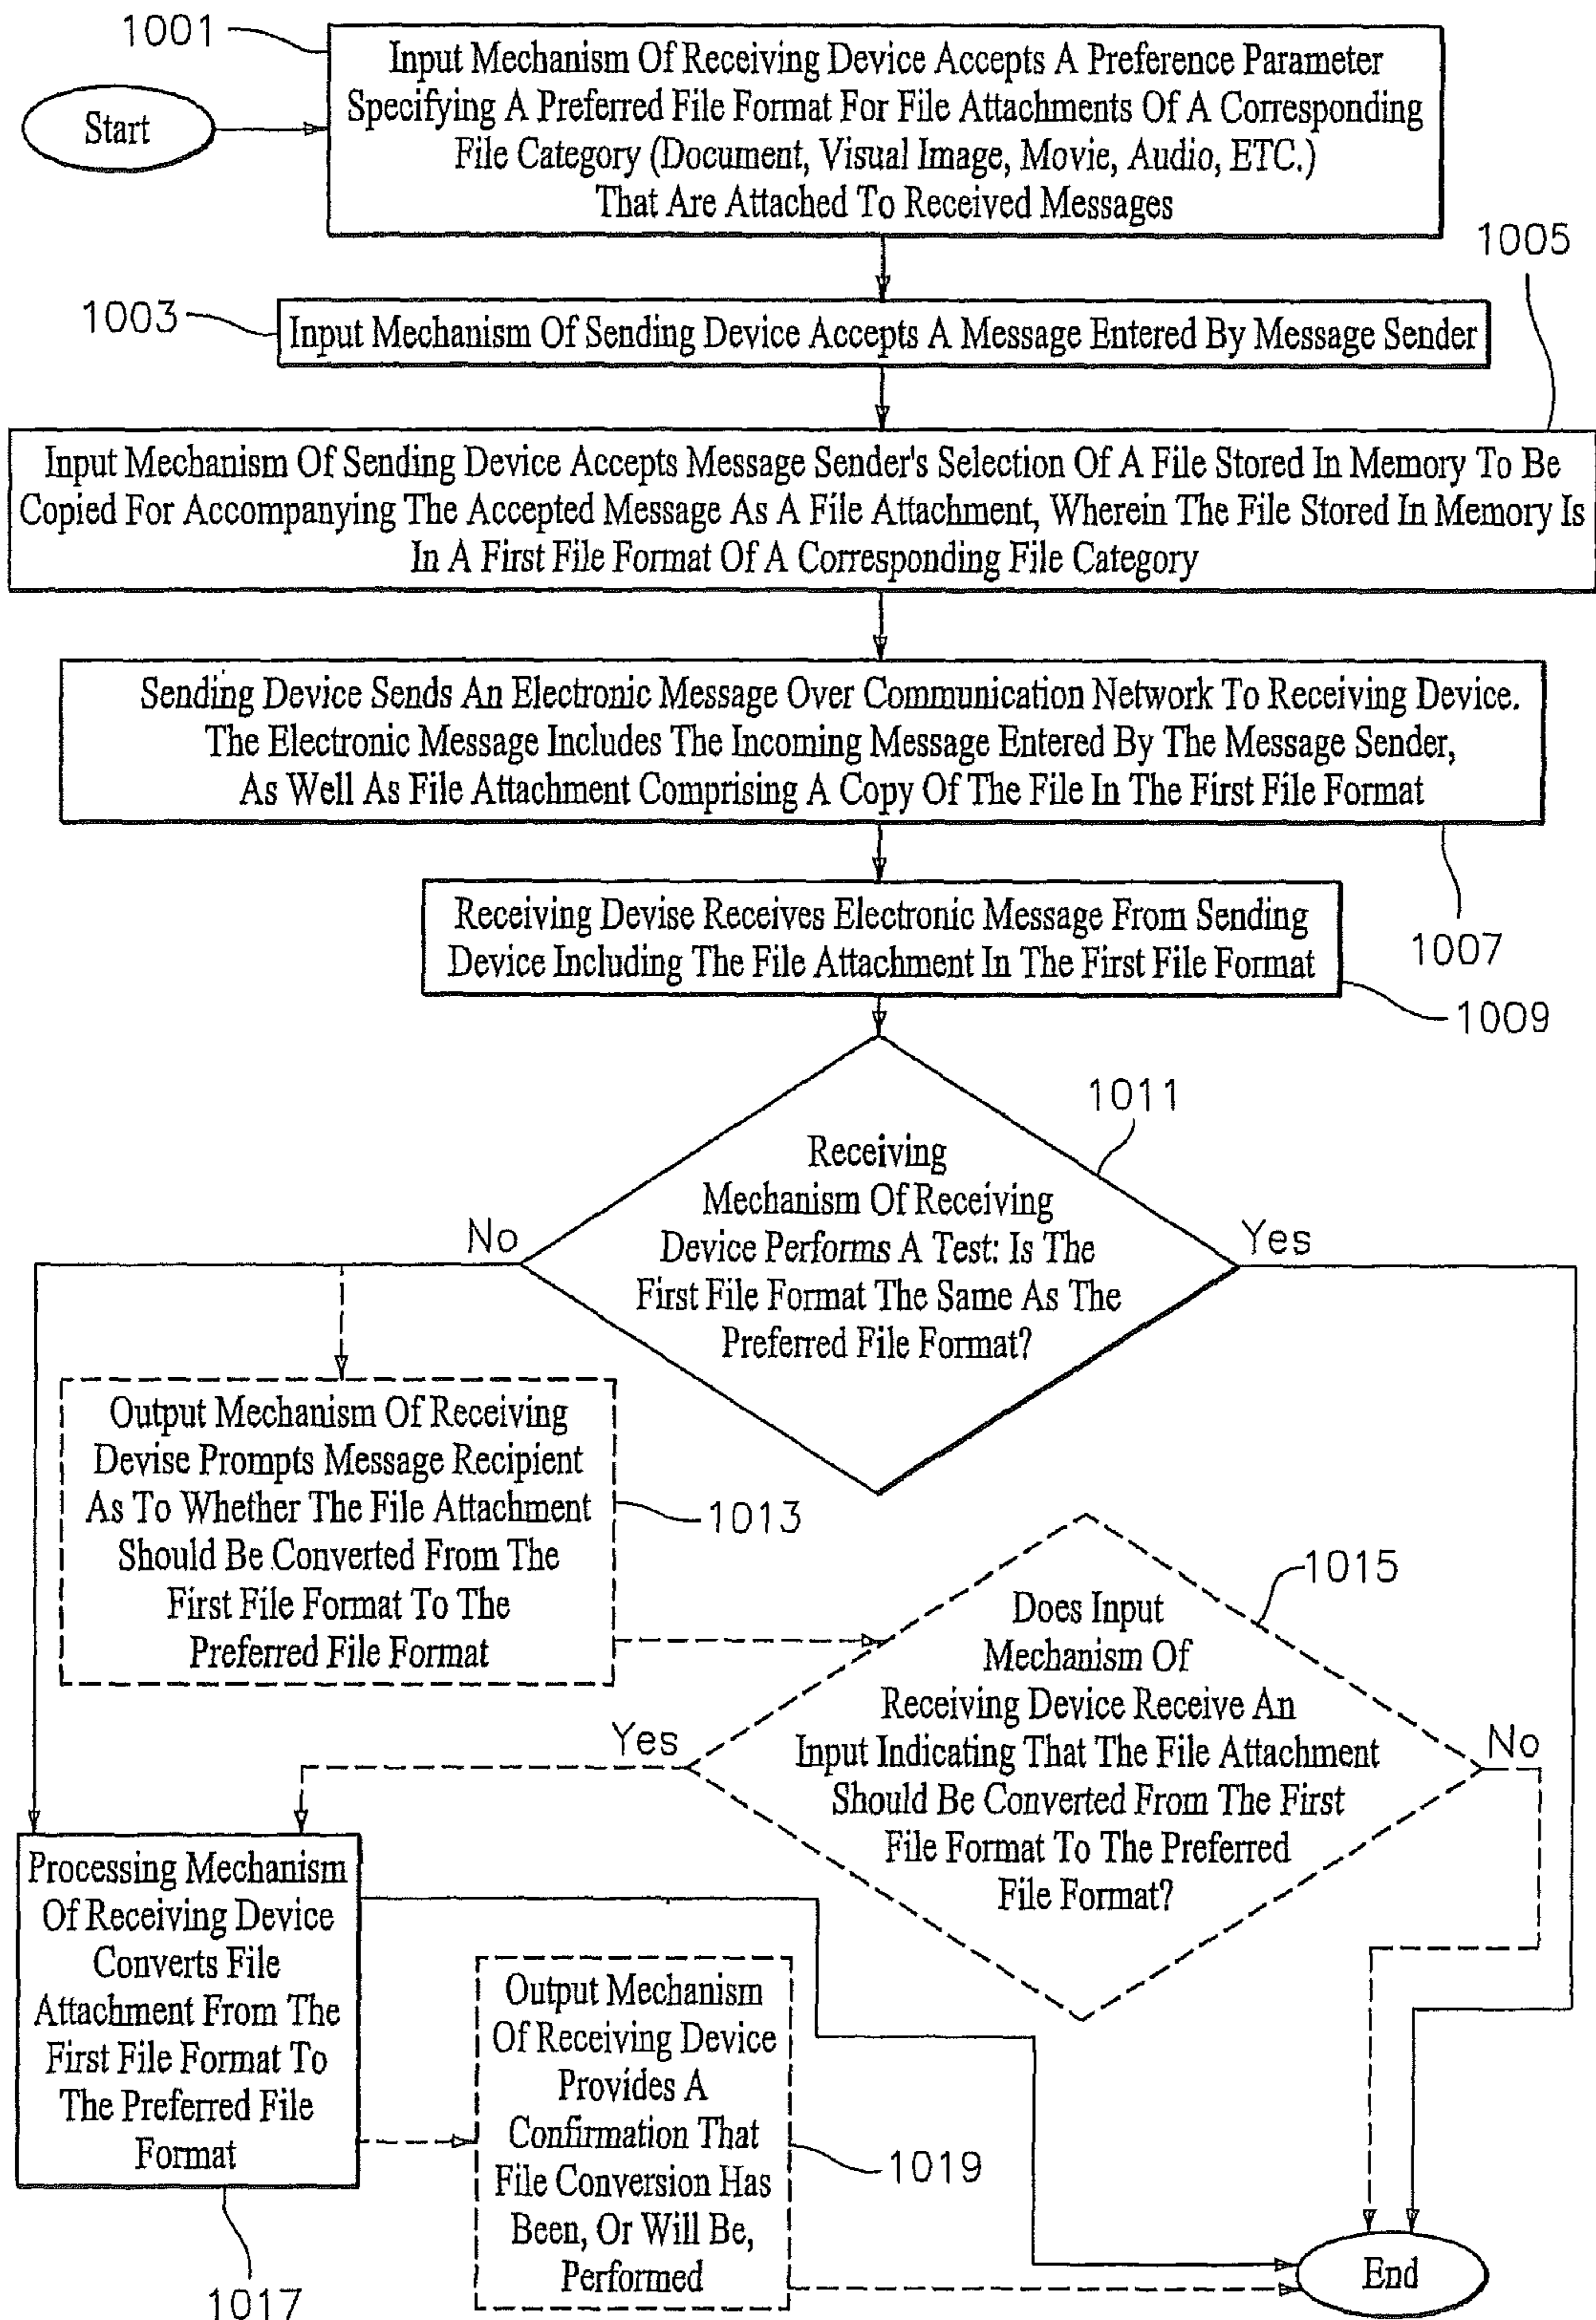 1001
Input Mechanism Of Receiving Device Accepts A Preference Parameter
Specifying A Preferred File Format For File Attachments Of A Corresponding
File Category (Document, Visual Image, Movie, Audio, ETC.)
That Are Attached To Received Messages
Start
1005
1003
Input Mechanism Of Sending Device Accepts A Message Entered By Message Sender
Input Mechanism Of Sending Device Accepts Message Sender's Selection Of A File Stored In Memory To Be
Copied For Accompanying The Accepted Message As A File Attachment, Wherein The File Stored In Memory Is
In A First File Format Of A Corresponding File Category
Sending Device Sends An Electronic Message Over Communication Network To Receiving Device.
The Electronic Message Includes The Incoming Message Entered By The Message Sender,
As Well As File Attachment Comprising A Copy Of The File In The First File Format
1007
Receiving Devise Receives Electronic Message From Sending
Device Including The File Attachment In The First File Format
1009
1011
Receiving
Mechanism Of Receiving
Device Performs A Test: Is The
First File Format The Same As The
Preferred File Format?
No
Yes
Output Mechanism Of Receiving
Devise Prompts Message Recipient
As To Whether The File Attachment
Should Be Converted From The
First File Format To The
Preferred File Format
1013
1015
Does Input
Mechanism Of
Receiving Device Receive An
Input Indicating That The File Attachment
Should Be Converted From The First
File Format To The Preferred
File Format?
Yes
No
Processing Mechanism
Of Receiving Device
Converts File
Attachment From The
First File Format To
The Preferred File
Format
1017
Output Mechanism
Of Receiving Device
Provides A
Confirmation That
File Conversion Has
Been, Or Will Be,
Performed
1019
End